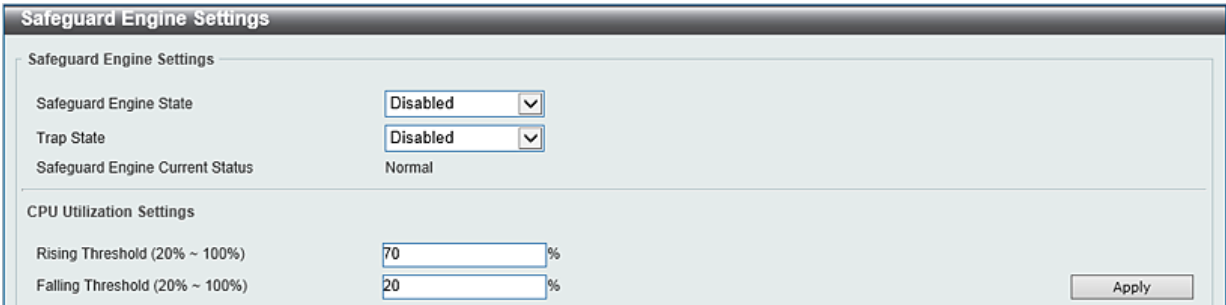 Safeguard Engine Settings
Safeguard Engine Settings
Safeguard Engine State Disabled
Trap State Disabled
Safeguard Engine Current Status Normal
CPU Utilization Settings
Rising Threshold (20% ~ 100%) 70 %
Falling Threshold (20% ~ 100%) 20 % Apply